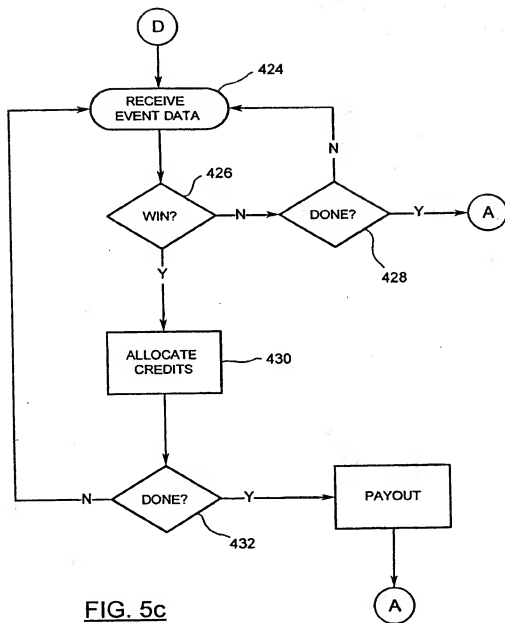 D
424
RECEIVE
EVENT DATA
N
426
WIN?
N
DONE?
Y
A
428
Y
ALLOCATE
CREDITS
430
N
DONE?
Y
PAYOUT
432
A
FIG. 5c